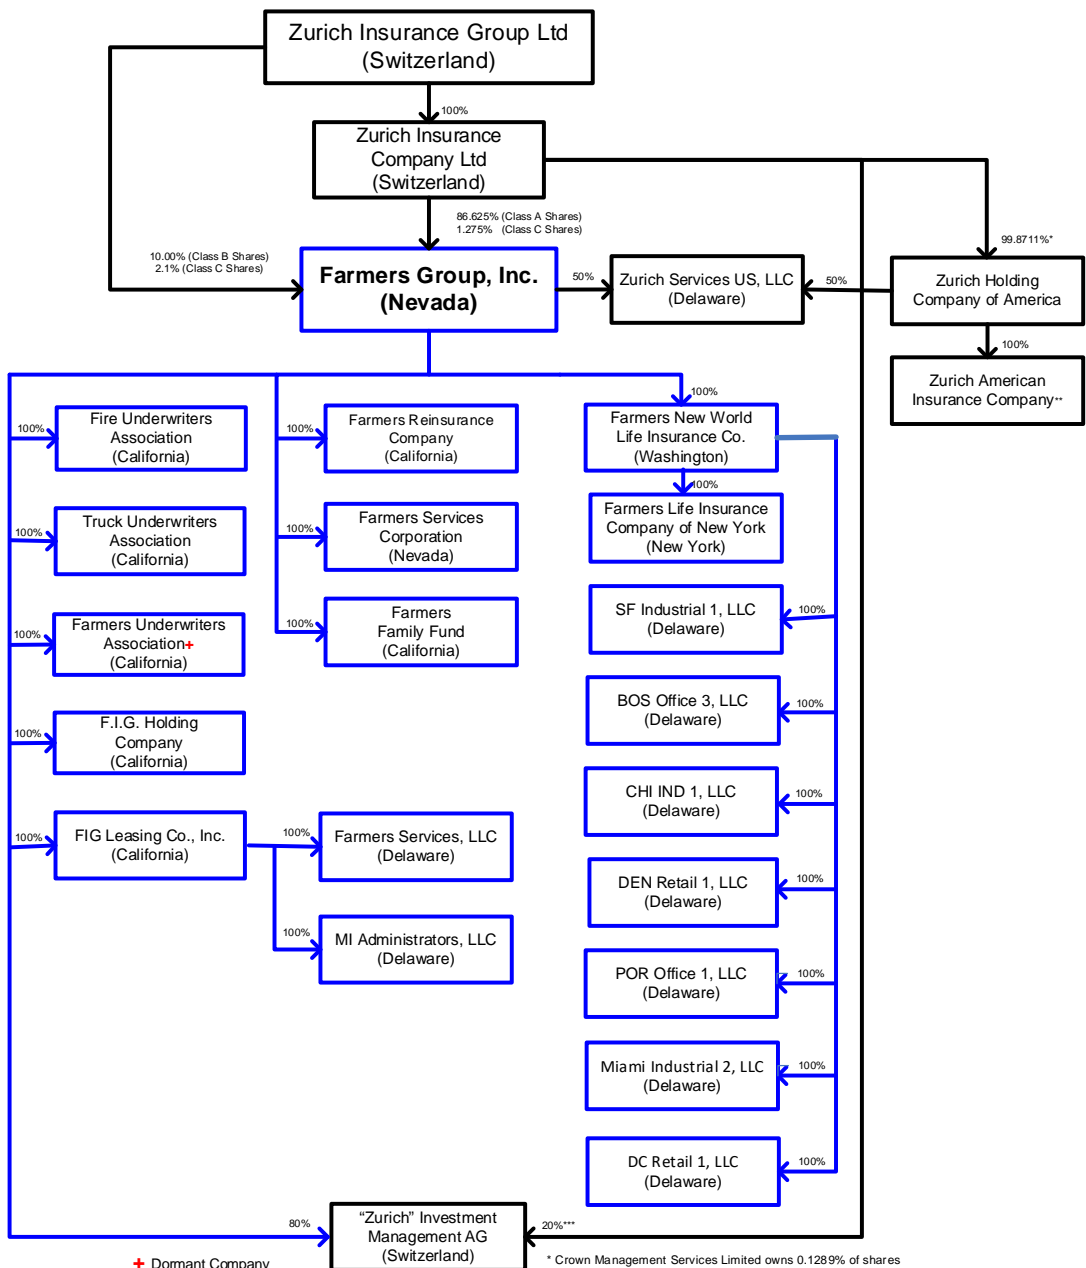 Zurich Insurance Group Ltd
(Switzerland)
100%
Zurich Insurance
Company Ltd
(Switzerland)
86.625% (Class A Shares)
1.275% (Class C Shares)
10.00% (Class B Shares)
2.1% (Class C Shares)
99.8711%*
Farmers Group, Inc.
(Nevada)
50%
Zurich Services US, LLC
(Delaware)
50%
Zurich Holding
Company of America
100%
Zurich American
Insurance Company**
100%
Fire Underwriters
Association
(California)
100%
Farmers Reinsurance
Company
(California)
100%
Farmers New World
Life Insurance Co.
(Washington)
100%
Farmers Life Insurance
Company of New York
(New York)
100%
Truck Underwriters
Association
(California)
100%
Farmers Services
Corporation
(Nevada)
100%
Farmers Underwriters
Association+
(California)
100%
Farmers
Family Fund
(California)
SF Industrial 1, LLC
(Delaware)
100%
100%
F.I.G. Holding
Company
(California)
BOS Office 3, LLC
(Delaware)
100%
100%
FIG Leasing Co., Inc.
(California)
100%
Farmers Services, LLC
(Delaware)
CHI IND 1, LLC
(Delaware)
100%
100%
MI Administrators, LLC
(Delaware)
DEN Retail 1, LLC
(Delaware)
100%
POR Office 1, LLC
(Delaware)
100%
Miami Industrial 2, LLC
(Delaware)
100%
DC Retail 1, LLC
(Delaware)
100%
80%
“Zurich” Investment
Management AG
(Switzerland)
20%***
+ Dormant Company
* Crown Management Services Limited owns 0.1289% of shares